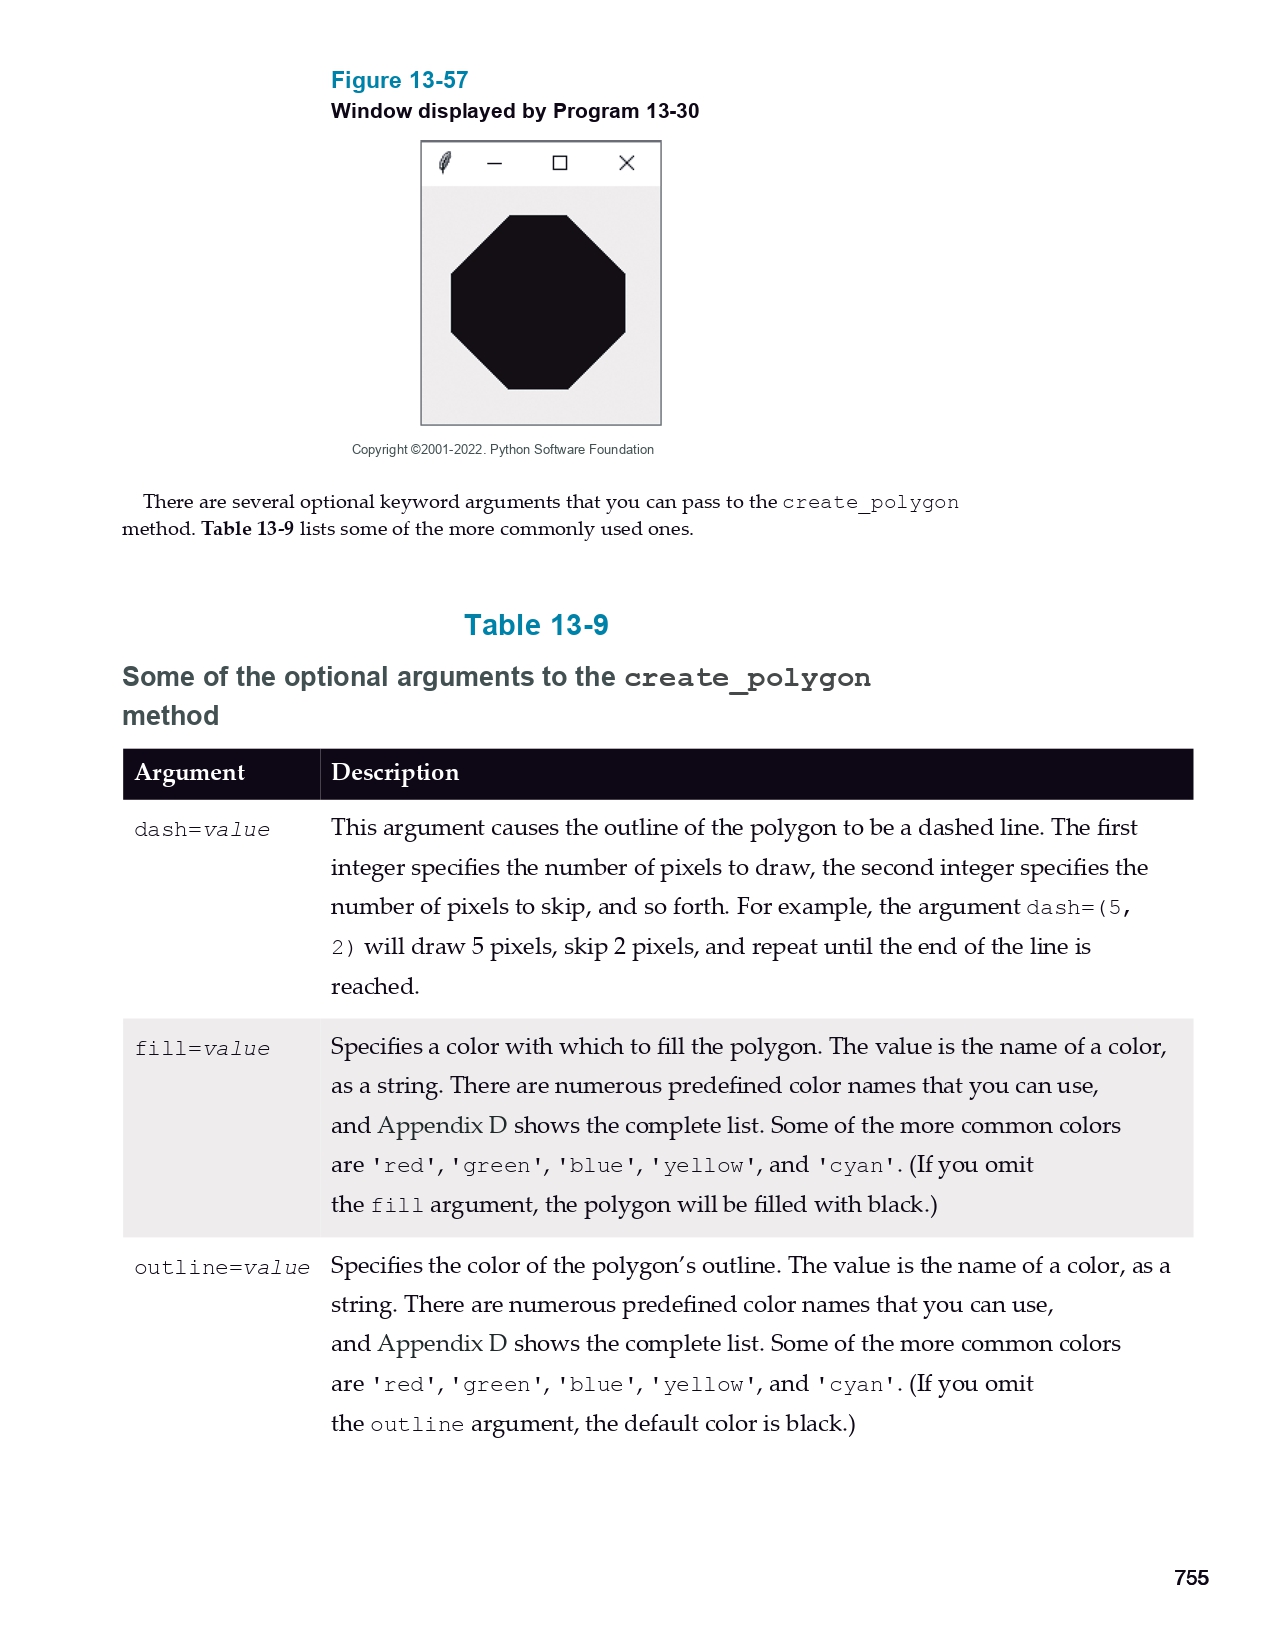 Figure 13-57
Window displayed by Program 13-30
Copyright ©2001-2022. Python Software Foundation
There are several optional keyword arguments that you can pass to the create_polygon
method. Table 13-9 lists some of the more commonly used ones.
Table 13-9
Some of the optional arguments to the create_polygon
method
Argument Description
dash=value This argument causes the outline of the polygon to be a dashed line. The first
integer specifies the number of pixels to draw, the second integer specifies the
number of pixels to skip, and so forth. For example, the argument dash=(5,
2) will draw 5 pixels, skip 2 pixels, and repeat until the end of the line is
reached.
fill=value Specifies a color with which to fill the polygon. The value is the name of a color,
as a string. There are numerous predefined color names that you can use,
and Appendix D shows the complete list. Some of the more common colors
are 'red', 'green', 'blue', 'yellow', and 'cyan'. (If you omit
the fill argument, the polygon will be filled with black.)
outline=value Specifies the color of the polygon’s outline. The value is the name of a color, as a
string. There are numerous predefined color names that you can use,
and Appendix D shows the complete list. Some of the more common colors
are 'red', 'green', 'blue', 'yellow', and 'cyan'. (If you omit
the outline argument, the default color is black.)
755